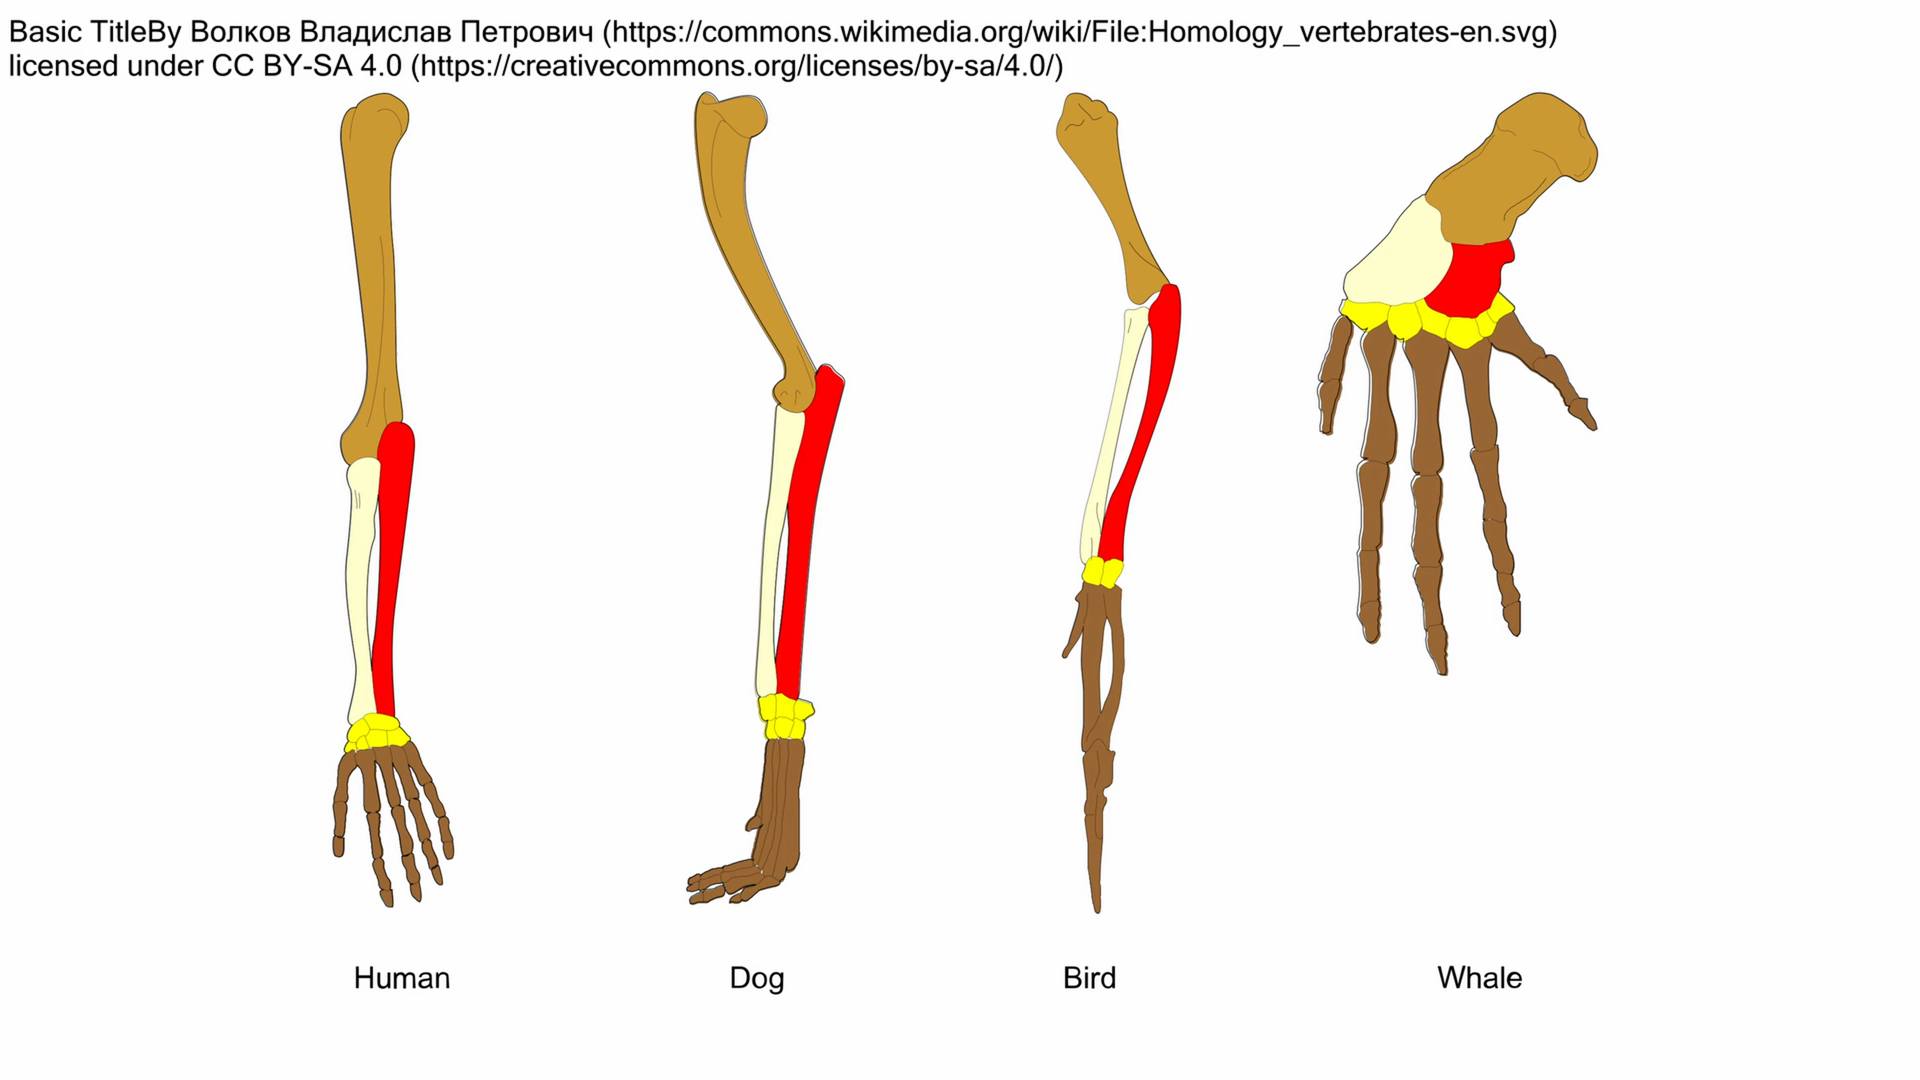 Basic TitleBy Волков Владислав Петрович (https://commons.wikimedia.org/wiki/File:Homology_vertebrates-en.svg)
licensed under CC BY-SA 4.0 (https://creativecommons.org/licenses/by-sa/4.0/)
Human Dog Bird Whale